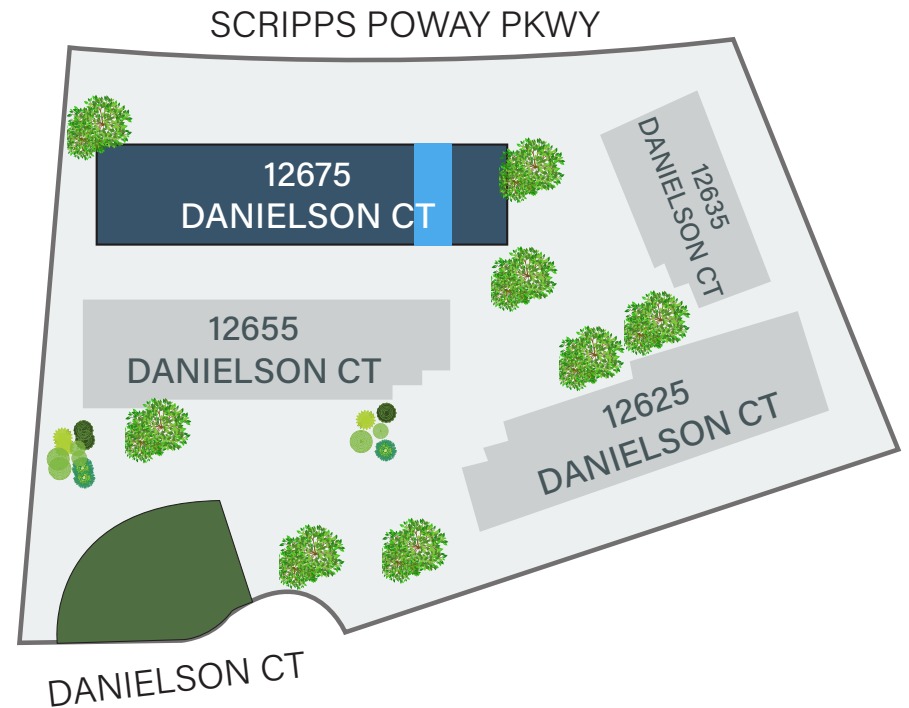 SCRIPPS POWAY PKWY
12675
DANIELSON CT
12635
DANIELSON CT
12655
DANIELSON CT
12625
DANIELSON CT
DANIELSON CT